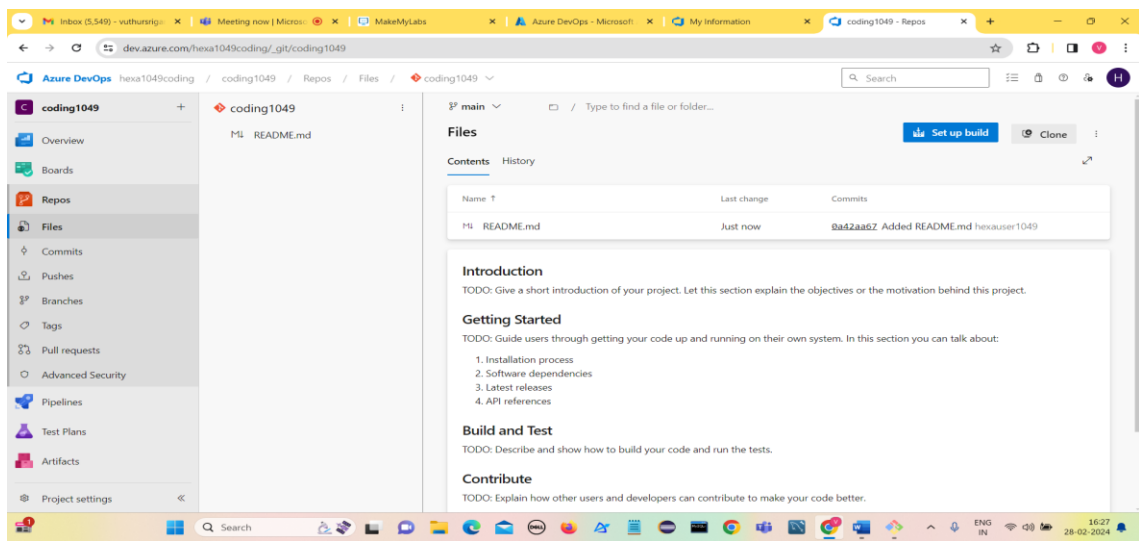 Inbox (5,549) - vuthursrigi
Meeting now | Microsc
MakeMyLabs
Azure DevOps - Microsoft
My Information
coding1049 - Repos
dev.azure.com/hexa1049coding/_git/coding1049
V
Azure DevOps hexa1049coding / coding1049 / Repos / Files / coding1049
Search
H
C coding1049
Overview
Boards
Repos
Files
Commits
Pushes
Branches
Tags
Pull requests
Advanced Security
Pipelines
Test Plans
Artifacts
Project settings
coding1049
M↓ README.md
main / Type to find a file or folder...
Files
Set up build
Clone
Contents History
Name ↑ Last change Commits
M↓ README.md Just now 0a42aa67 Added README.md hexauser1049
Introduction
TODO: Give a short introduction of your project. Let this section explain the objectives or the motivation behind this project.
Getting Started
TODO: Guide users through getting your code up and running on their own system. In this section you can talk about:
1. Installation process
2. Software dependencies
3. Latest releases
4. API references
Build and Test
TODO: Describe and show how to build your code and run the tests.
Contribute
TODO: Explain how other users and developers can contribute to make your code better.
Search
ENG
IN
16:27
28-02-2024